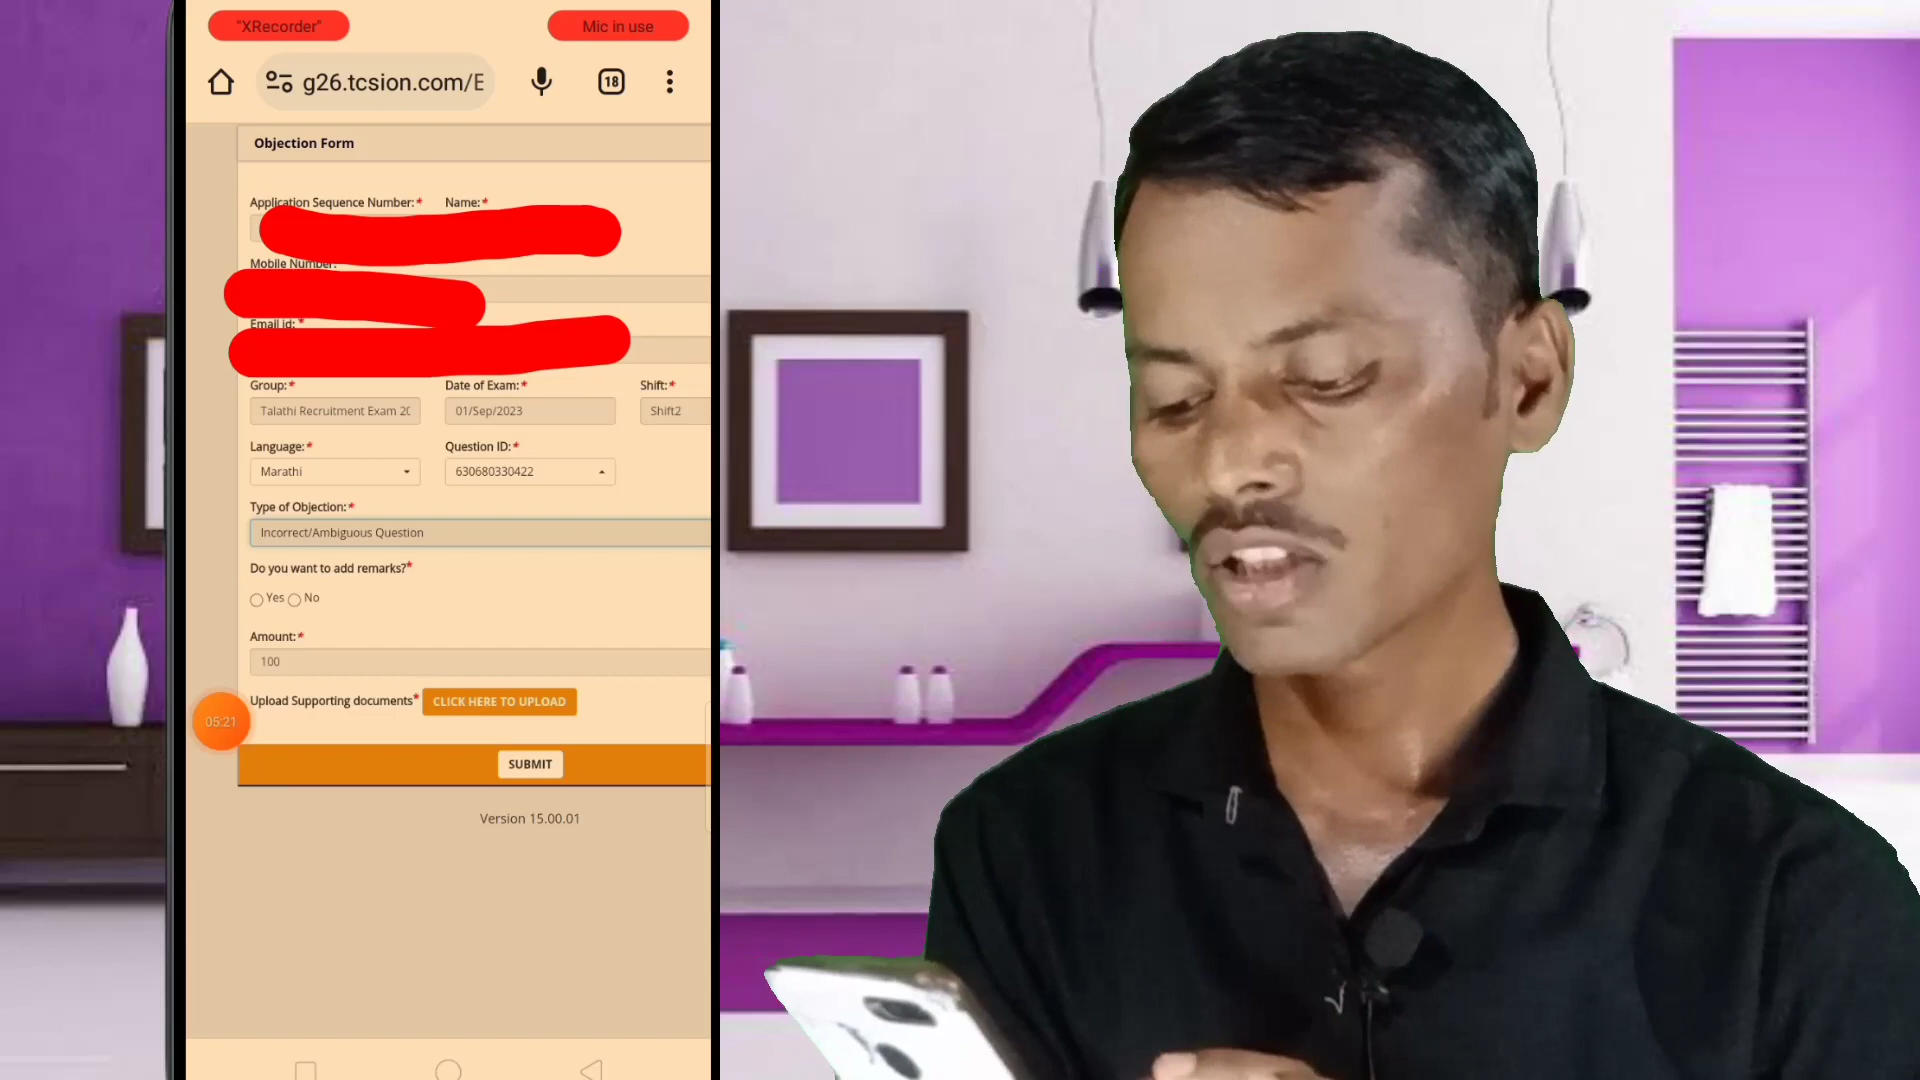 "XRecorder" Mic in use
g26.tcsion.com/E 18
Objection Form
Application Sequence Number:* Name:*
Mobile Number:
Email id: *
Group:* Date of Exam:* Shift:*
Talathi Recruitment Exam 20 01/Sep/2023 Shift2
Language:* Question ID:*
Marathi 630680330422
Type of Objection:*
Incorrect/Ambiguous Question
Do you want to add remarks?*
Yes No
Amount:*
100
Upload Supporting documents* CLICK HERE TO UPLOAD
05:21
SUBMIT
Version 15.00.01